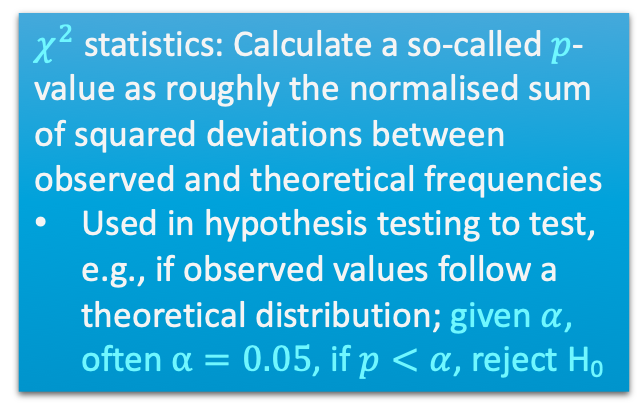 χ² statistics: Calculate a so-called p-
value as roughly the normalised sum
of squared deviations between
observed and theoretical frequencies
• Used in hypothesis testing to test,
e.g., if observed values follow a
theoretical distribution; given α,
often α = 0.05, if p < α, reject H₀